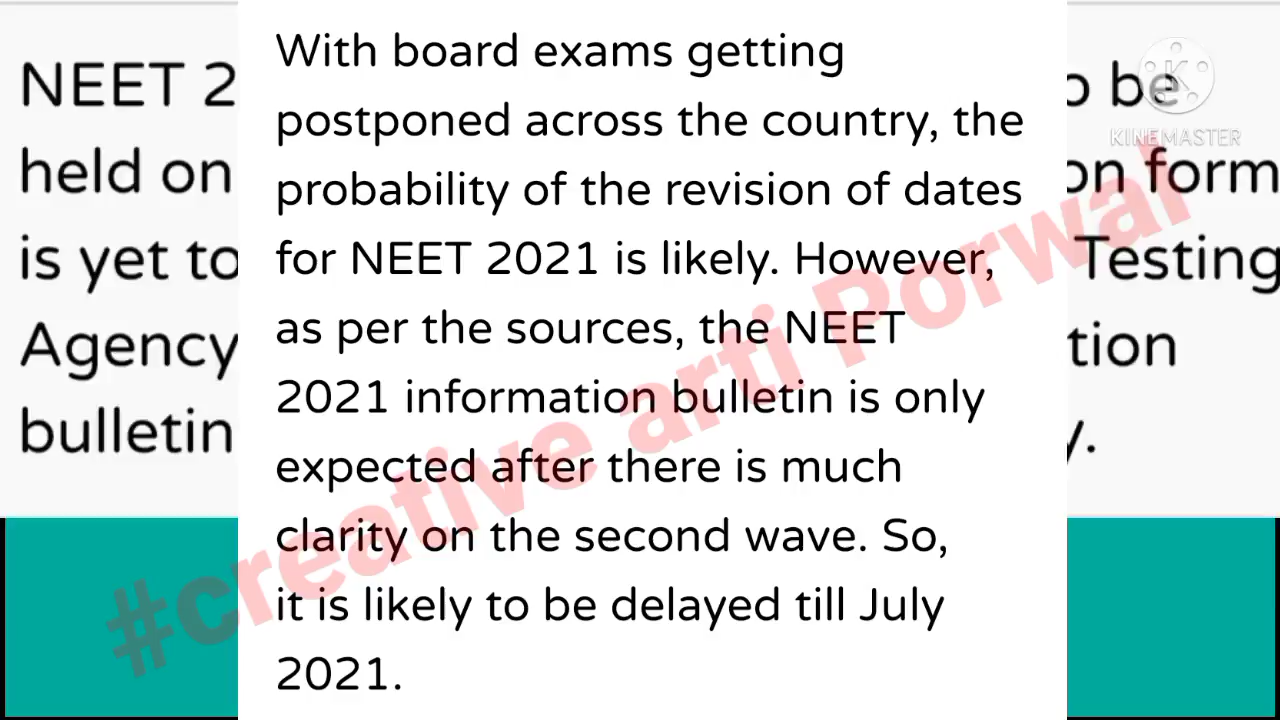 With board exams getting
postponed across the country, the
probability of the revision of dates
for NEET 2021 is likely. However,
as per the sources, the NEET
2021 information bulletin is only
expected after there is much
clarity on the second wave. So,
it is likely to be delayed till July
2021.
NEET 2
held on
is yet to
Agency
bulletin
o be
on form
Testing
tion
y.
KINEMASTER
#creative arti Porwal